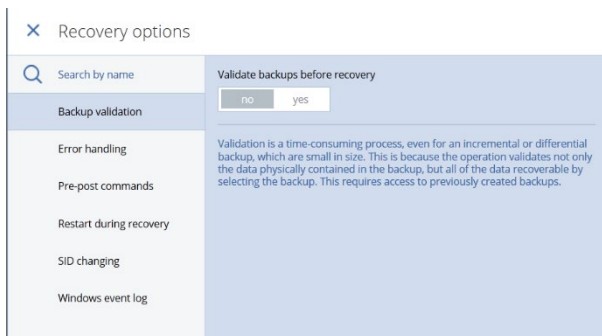 Recovery options
Search by name
Backup validation
Error handling
Pre-post commands
Restart during recovery
SID changing
Windows event log
Validate backups before recovery
no yes
Validation is a time-consuming process, even for an incremental or differential
backup, which are small in size. This is because the operation validates not only
the data physically contained in the backup, but all of the data recoverable by
selecting the backup. This requires access to previously created backups.